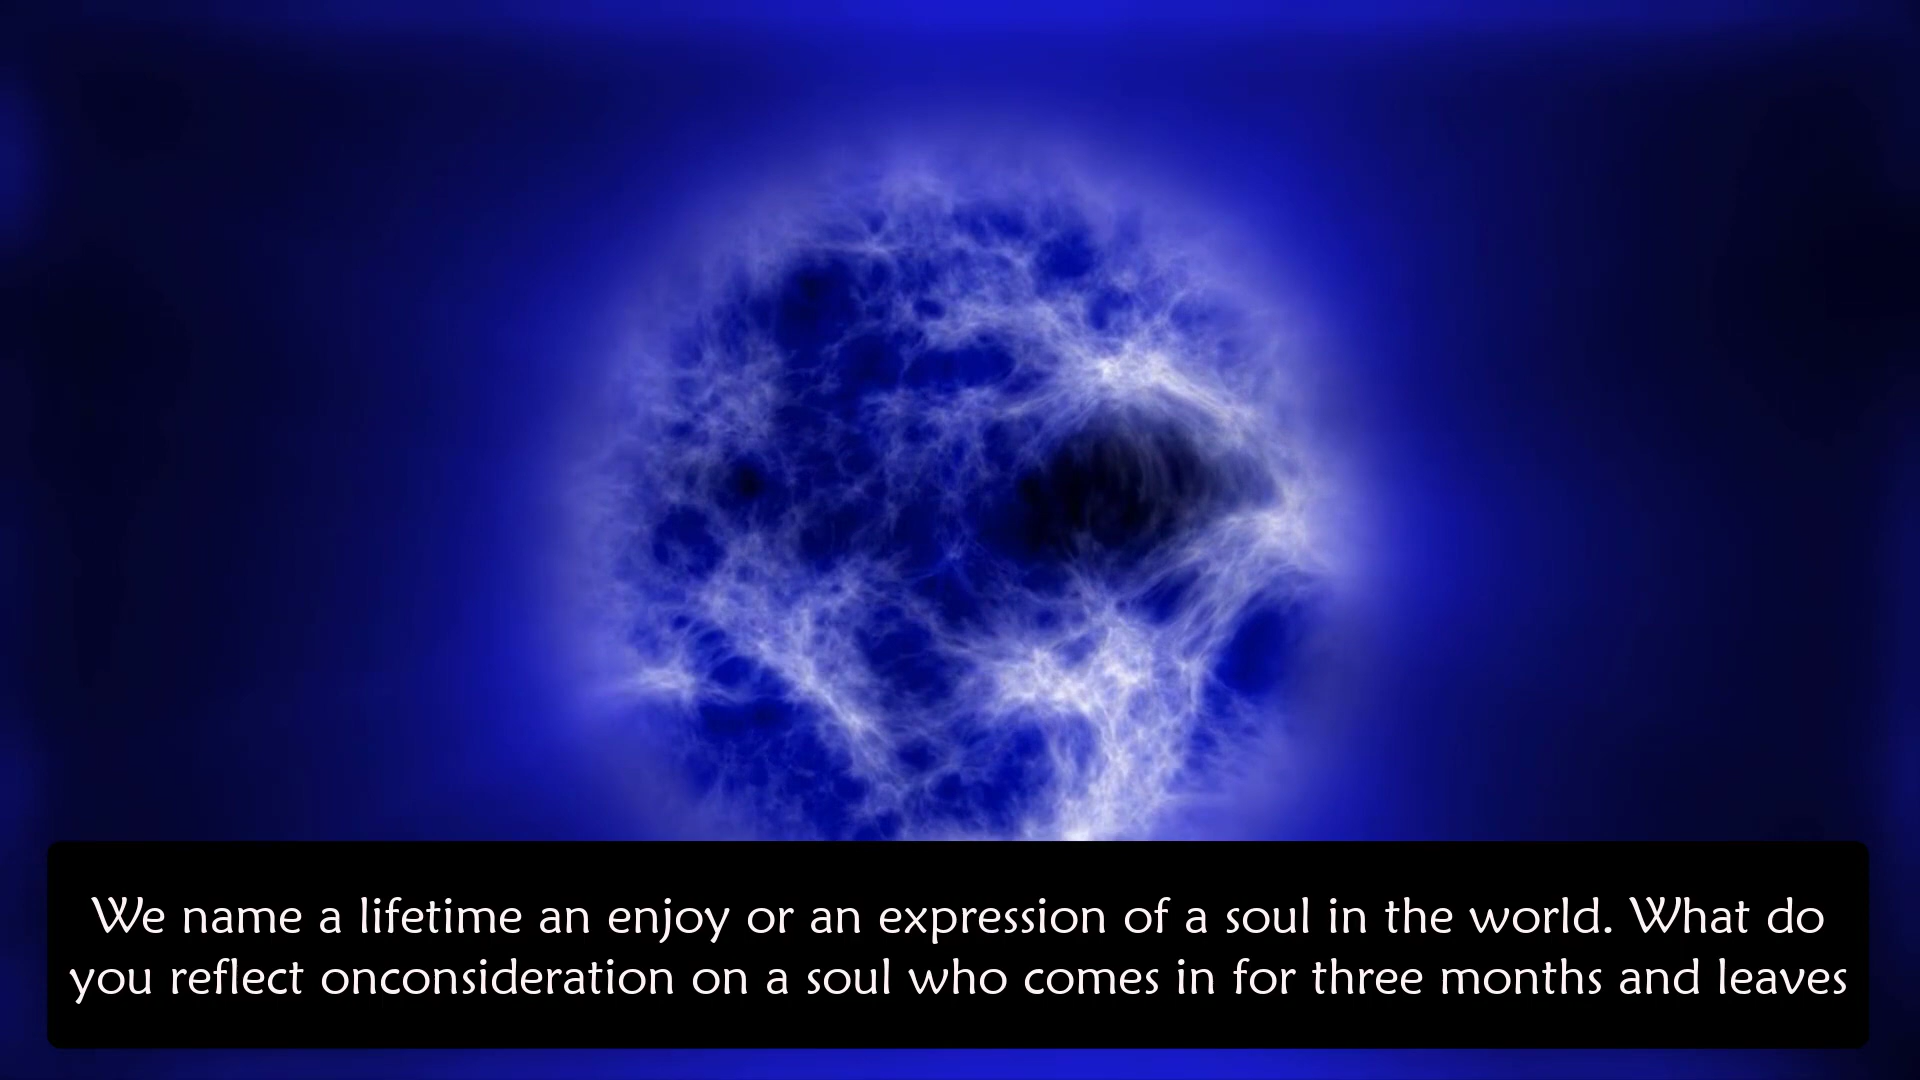 We name a lifetime an enjoy or an expression of a soul in the world. What do
you reflect onconsideration on a soul who comes in for three months and leaves